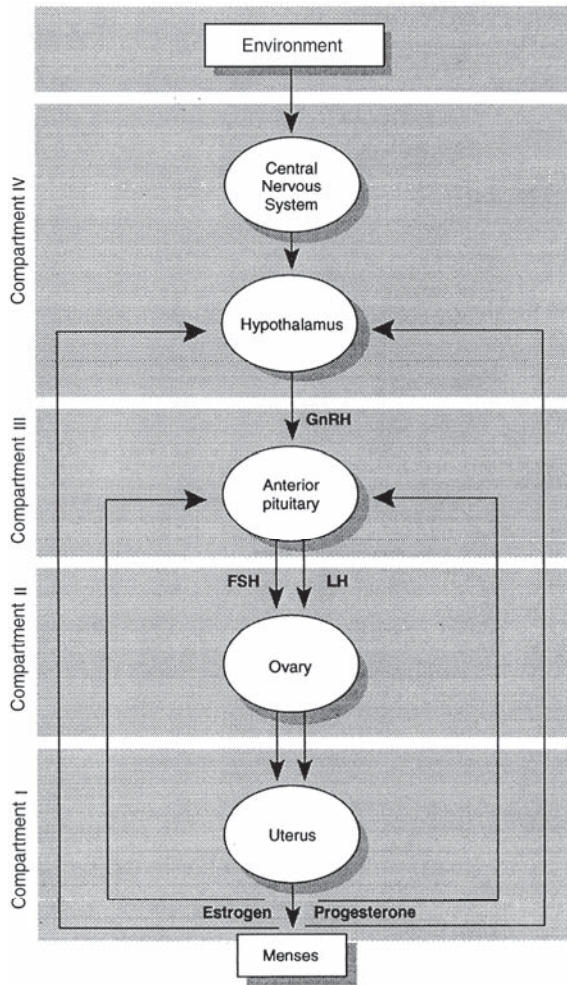 Environment
Compartment IV
Central
Nervous
System
Hypothalamus
GnRH
Compartment III
Anterior
pituitary
FSH LH
Compartment II
Ovary
Compartment I
Uterus
Estrogen Progesterone
Menses